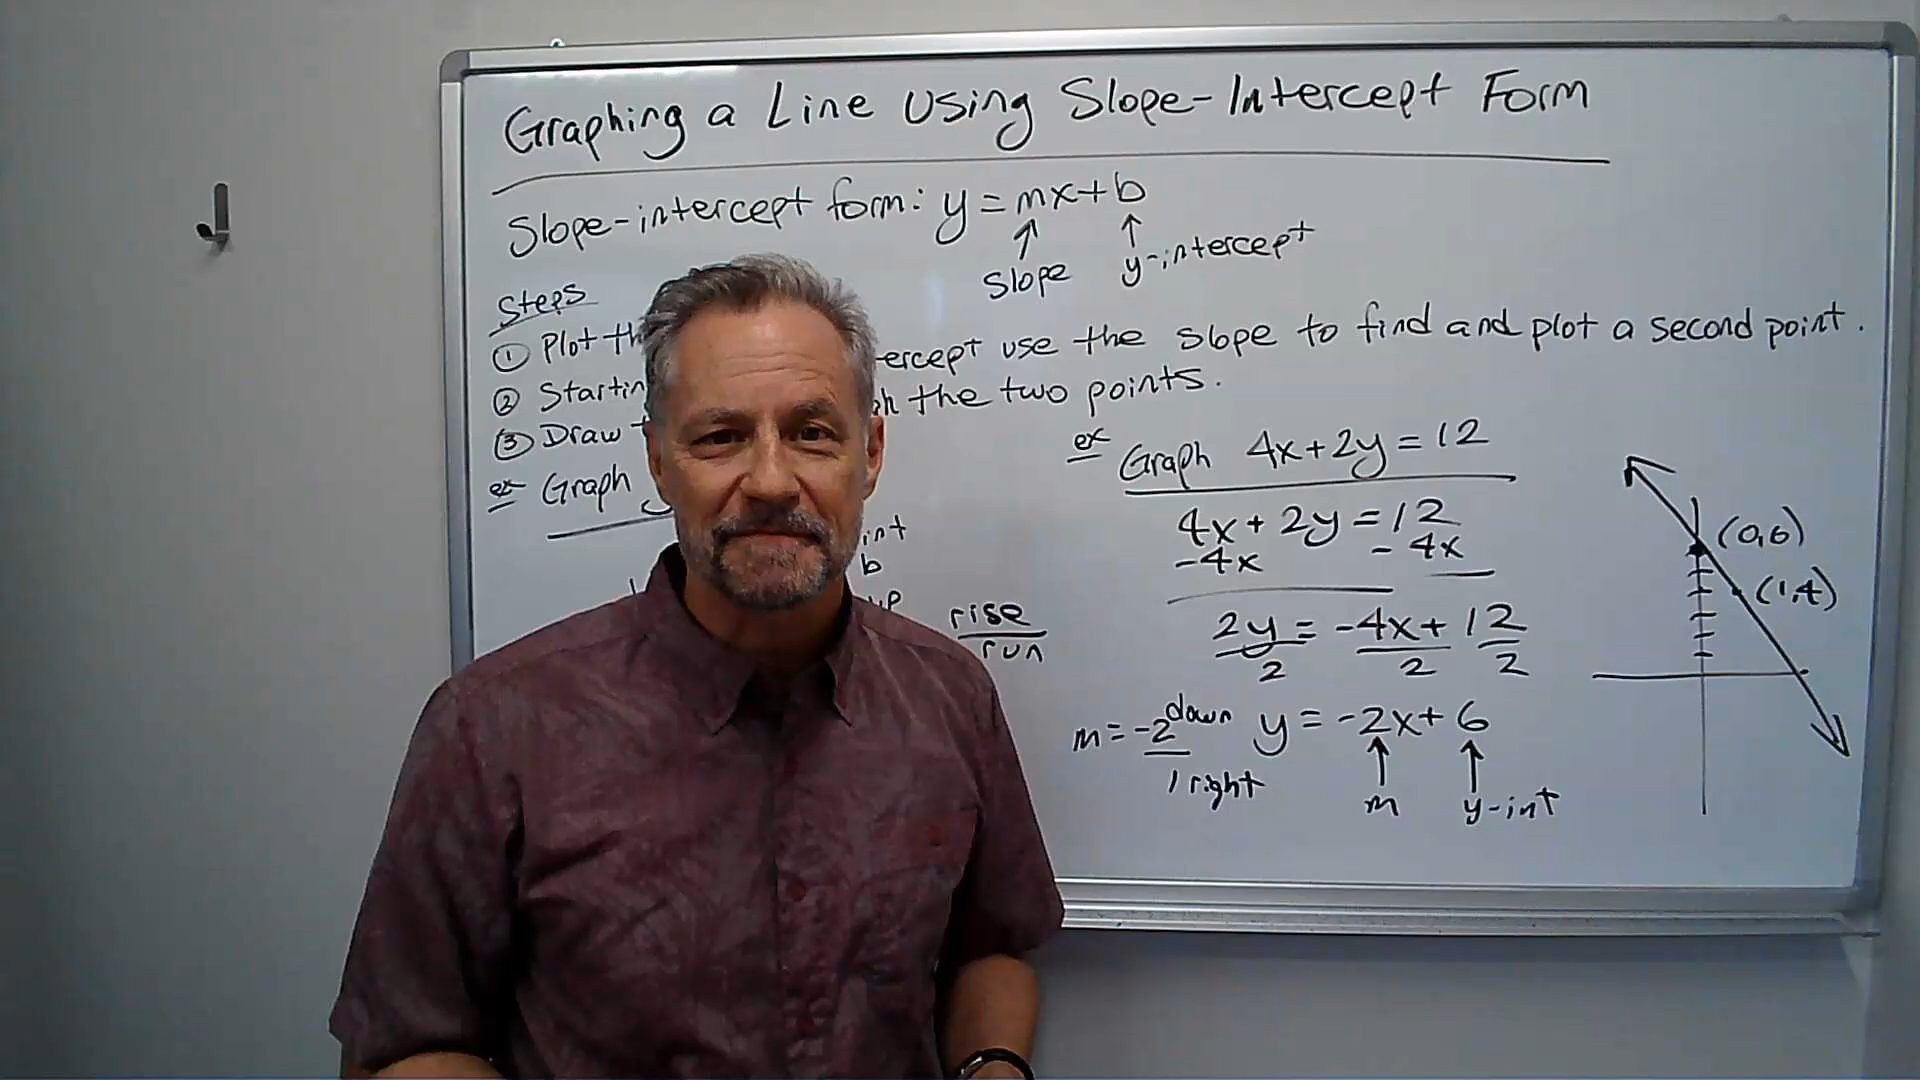 Graphing a Line Using Slope-Intercept Form
Slope-intercept form: y = mx + b
slope y-intercept
Steps
① Plot th
ercept use the slope to find and plot a second point.
② Startin
the two points.
③ Draw t
ex Graph
int
b
up
rise
run
ex Graph 4x + 2y = 12
4x + 2y = 12
-4x - 4x
2y = -4x + 12
2 2 2
m = -2 down y = -2x + 6
1 right
m y-int
(0,6)
(1,4)